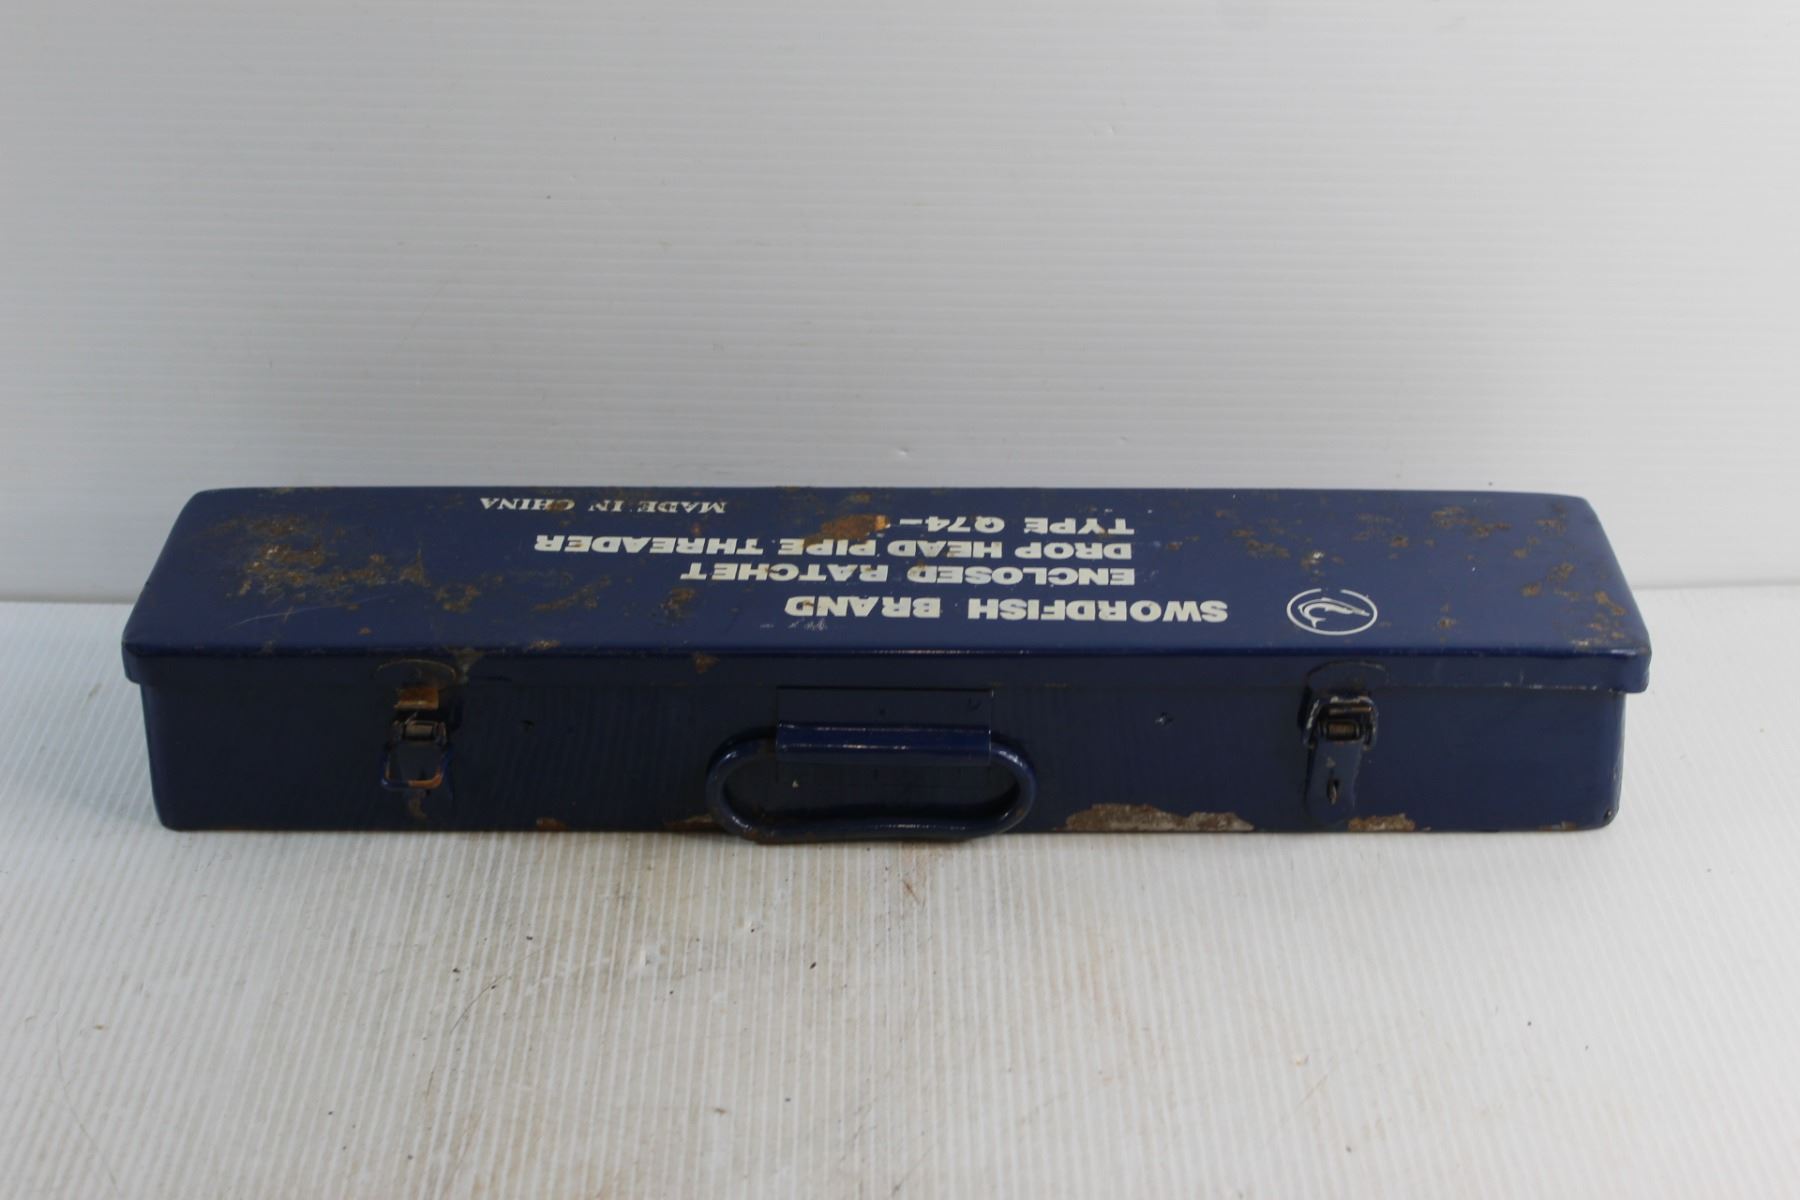 SWORDFISH BRAND
ENCLOSED RATCHET
DROP HEAD PIPE THREADER
TYPE Q74-
MADE IN CHINA